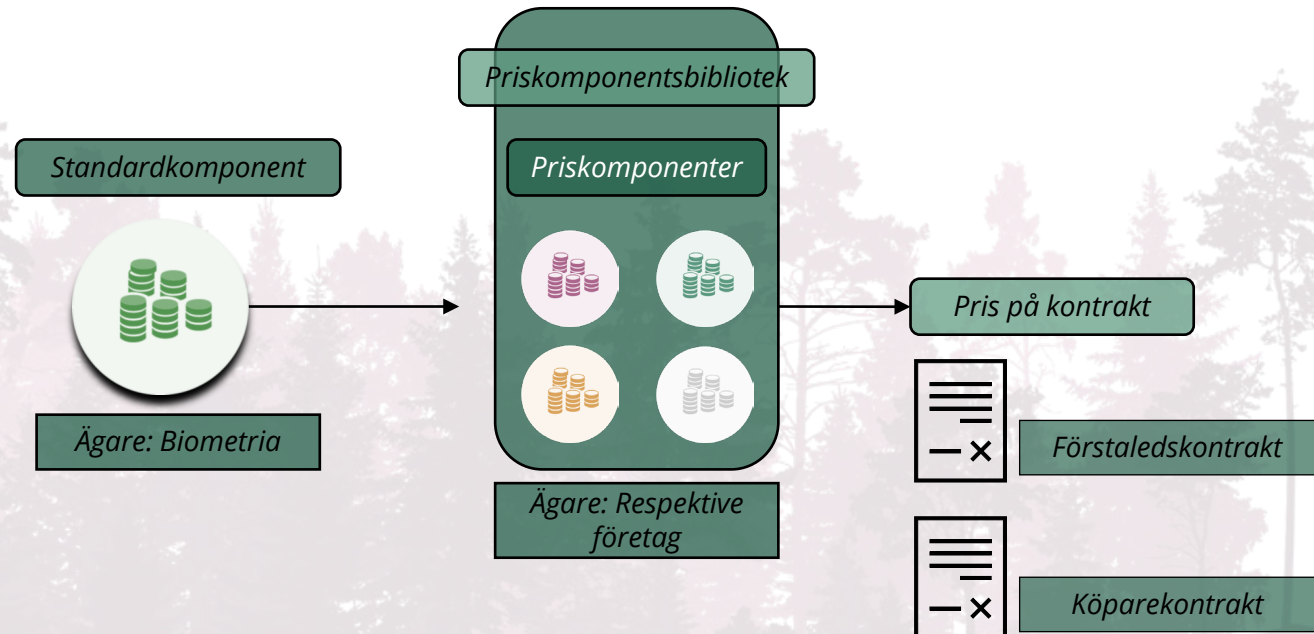 Priskomponentsbibliotek
Standardkomponent
Priskomponenter
Pris på kontrakt
Ägare: Biometria
Förstaledskontrakt
Ägare: Respektive
företag
Köparekontrakt